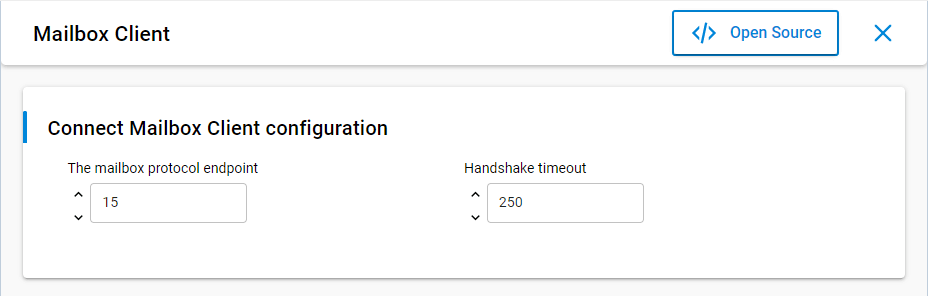 Mailbox Client
</> Open Source
Connect Mailbox Client configuration
The mailbox protocol endpoint
Handshake timeout
15
250